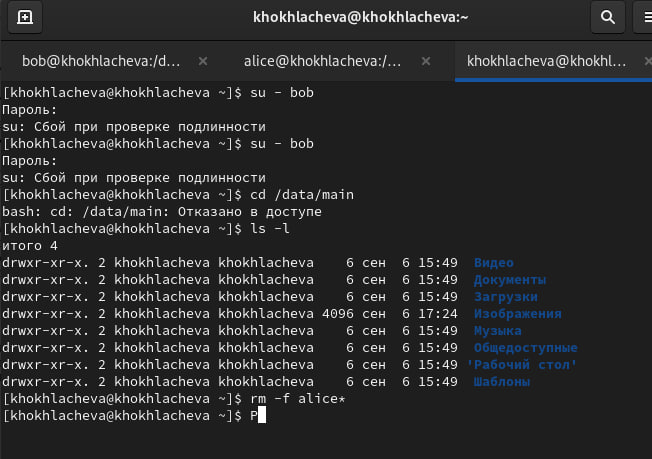 khokhlacheva@khokhlacheva:~
bob@khokhlacheva:/d... × alice@khokhlacheva:/... × khokhlacheva@khokhl... ×
[khokhlacheva@khokhlacheva ~]$ su - bob
Пароль:
su: Сбой при проверке подлинности
[khokhlacheva@khokhlacheva ~]$ su - bob
Пароль:
su: Сбой при проверке подлинности
[khokhlacheva@khokhlacheva ~]$ cd /data/main
bash: cd: /data/main: Отказано в доступе
[khokhlacheva@khokhlacheva ~]$ ls -l
итого 4
drwxr-xr-x. 2 khokhlacheva khokhlacheva    6 сен  6 15:49  Видео
drwxr-xr-x. 2 khokhlacheva khokhlacheva    6 сен  6 15:49  Документы
drwxr-xr-x. 2 khokhlacheva khokhlacheva    6 сен  6 15:49  Загрузки
drwxr-xr-x. 2 khokhlacheva khokhlacheva 4096 сен  6 17:24  Изображения
drwxr-xr-x. 2 khokhlacheva khokhlacheva    6 сен  6 15:49  Музыка
drwxr-xr-x. 2 khokhlacheva khokhlacheva    6 сен  6 15:49  Общедоступные
drwxr-xr-x. 2 khokhlacheva khokhlacheva    6 сен  6 15:49 'Рабочий стол'
drwxr-xr-x. 2 khokhlacheva khokhlacheva    6 сен  6 15:49  Шаблоны
[khokhlacheva@khokhlacheva ~]$ rm -f alice*
[khokhlacheva@khokhlacheva ~]$ P